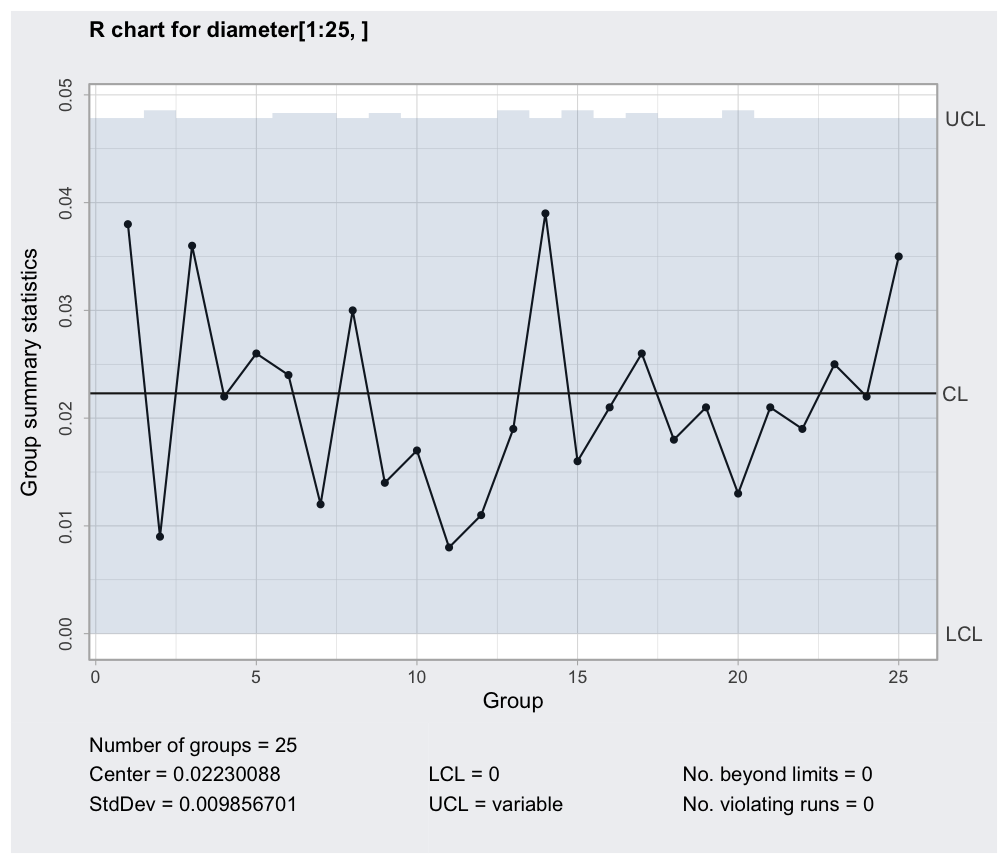 R chart for diameter[1:25, ]
0.05
UCL
0.04
0.03
Group summary statistics
CL
0.02
0.01
0.00
LCL
0 5 10 15 20 25
Group
Number of groups = 25
Center = 0.02230088 LCL = 0 No. beyond limits = 0
StdDev = 0.009856701 UCL = variable No. violating runs = 0